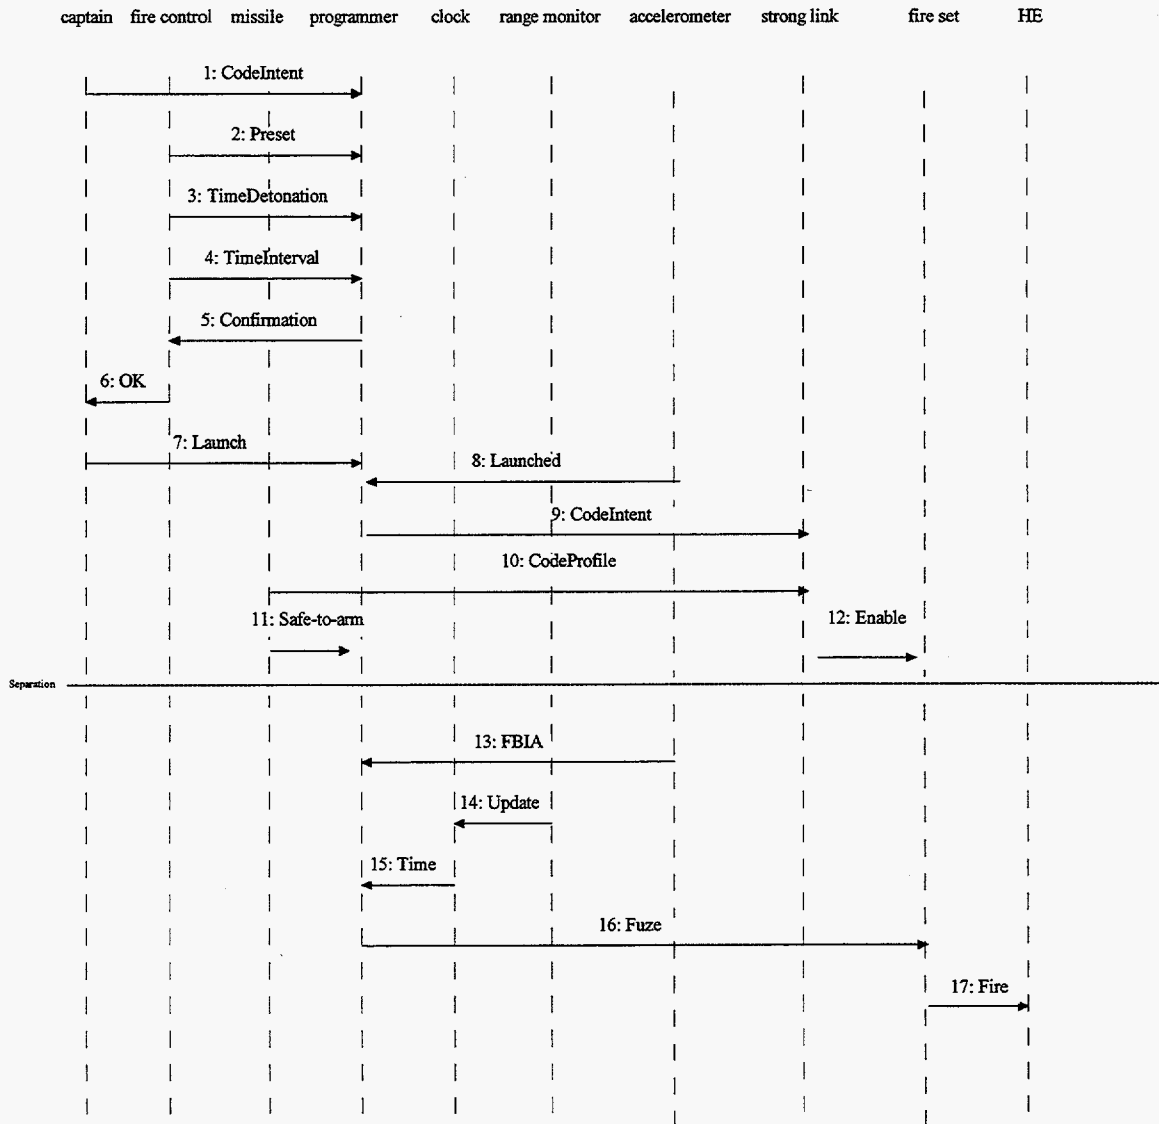 captain fire control missile programmer clock range monitor accelerometer strong link fire set HE
1: CodeIntent
2: Preset
3: TimeDetonation
4: TimeInterval
5: Confirmation
6: OK
7: Launch
8: Launched
9: CodeIntent
10: CodeProfile
11: Safe-to-arm
12: Enable
Separation
13: FBIA
14: Update
15: Time
16: Fuze
17: Fire